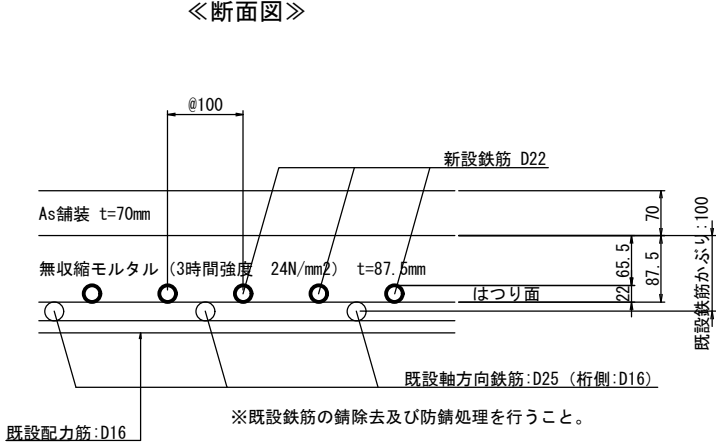 ≪断面図≫
@100
新設鉄筋 D22
As舗装 t=70mm
70
無収縮モルタル (3時間強度 24N/mm2) t=87.5mm
65.5
87.5
22
既設鉄筋かぶり:100
はつり面
既設軸方向鉄筋:D25 (桁側:D16)
※既設鉄筋の錆除去及び防錆処理を行うこと。
既設配力筋:D16